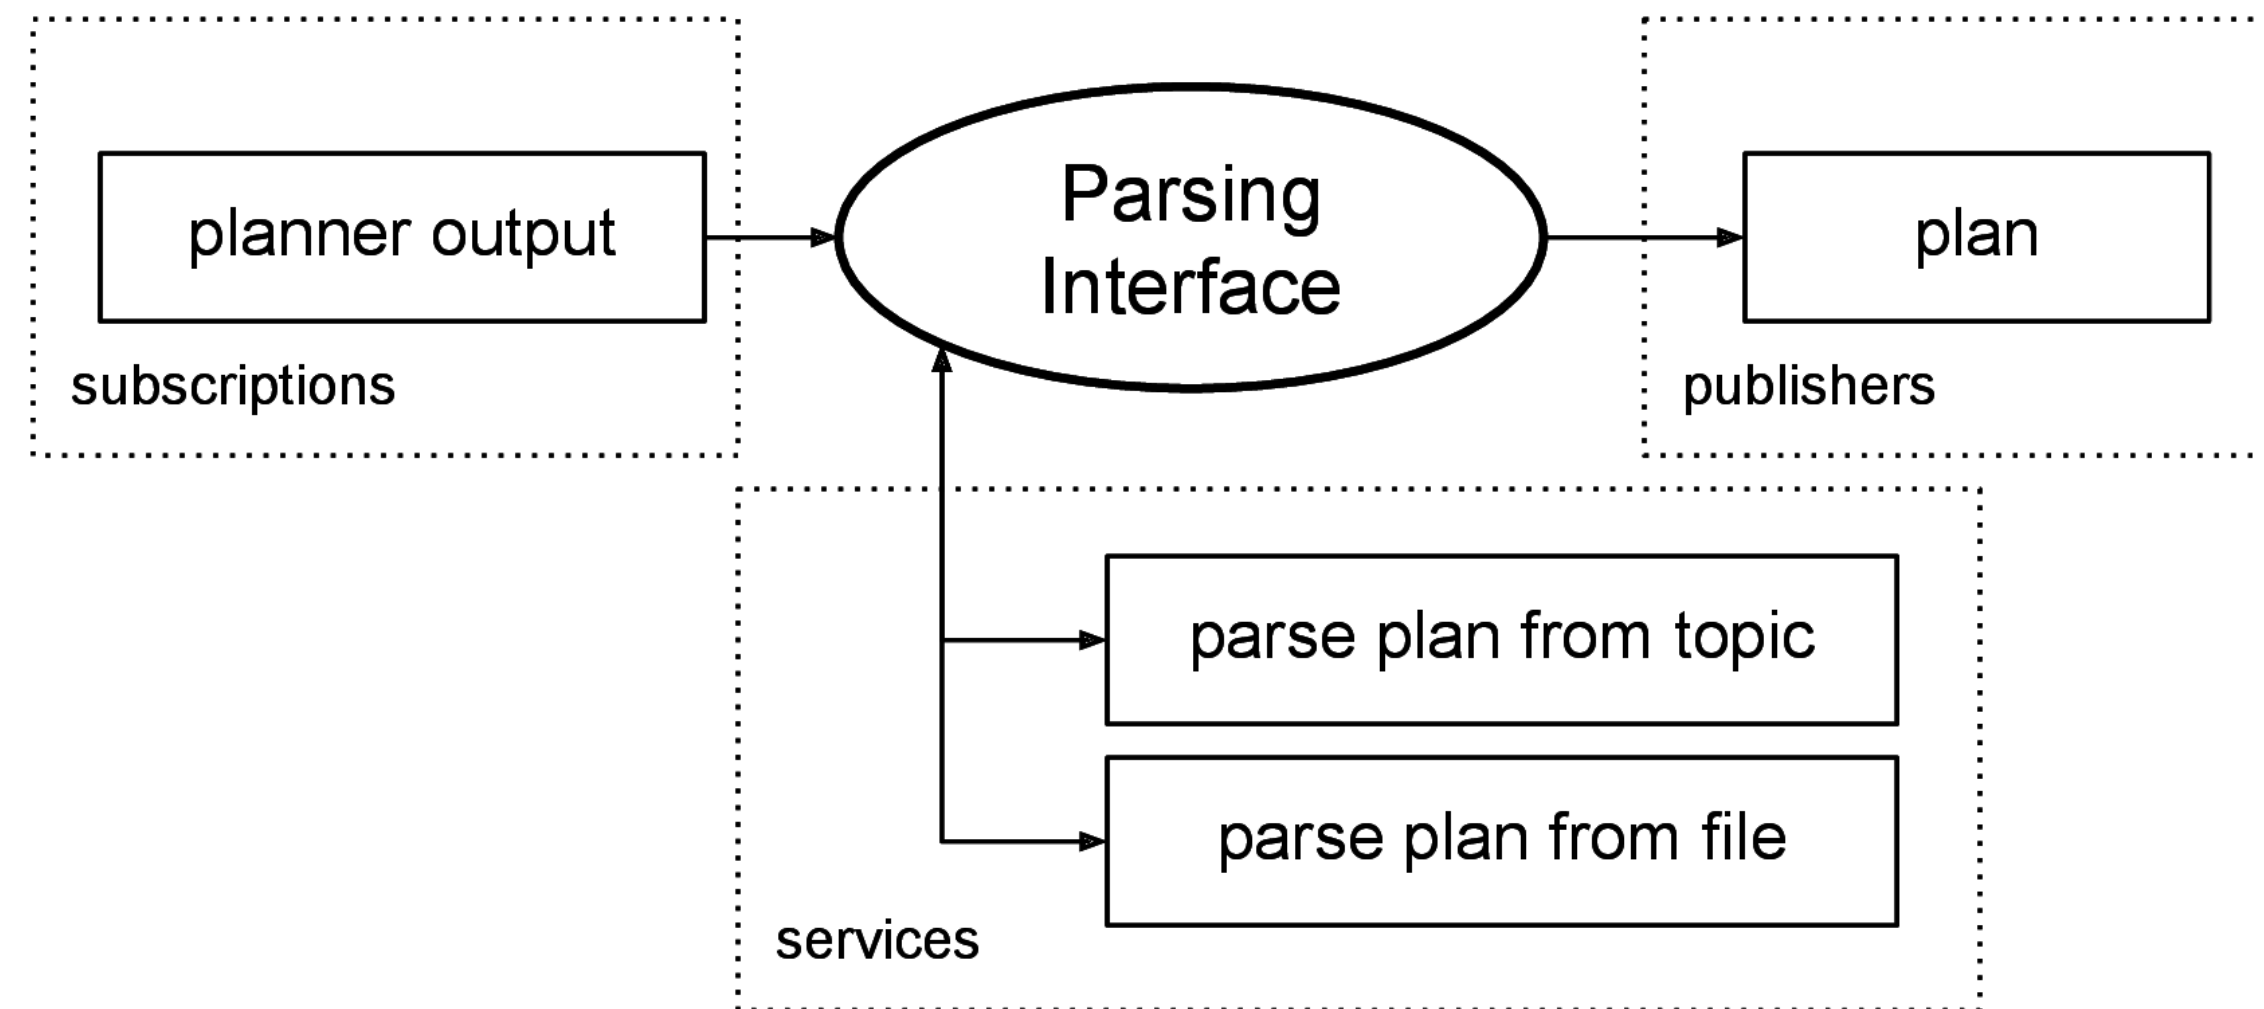 planner output
subscriptions
Parsing
Interface
plan
publishers
parse plan from topic
parse plan from file
services